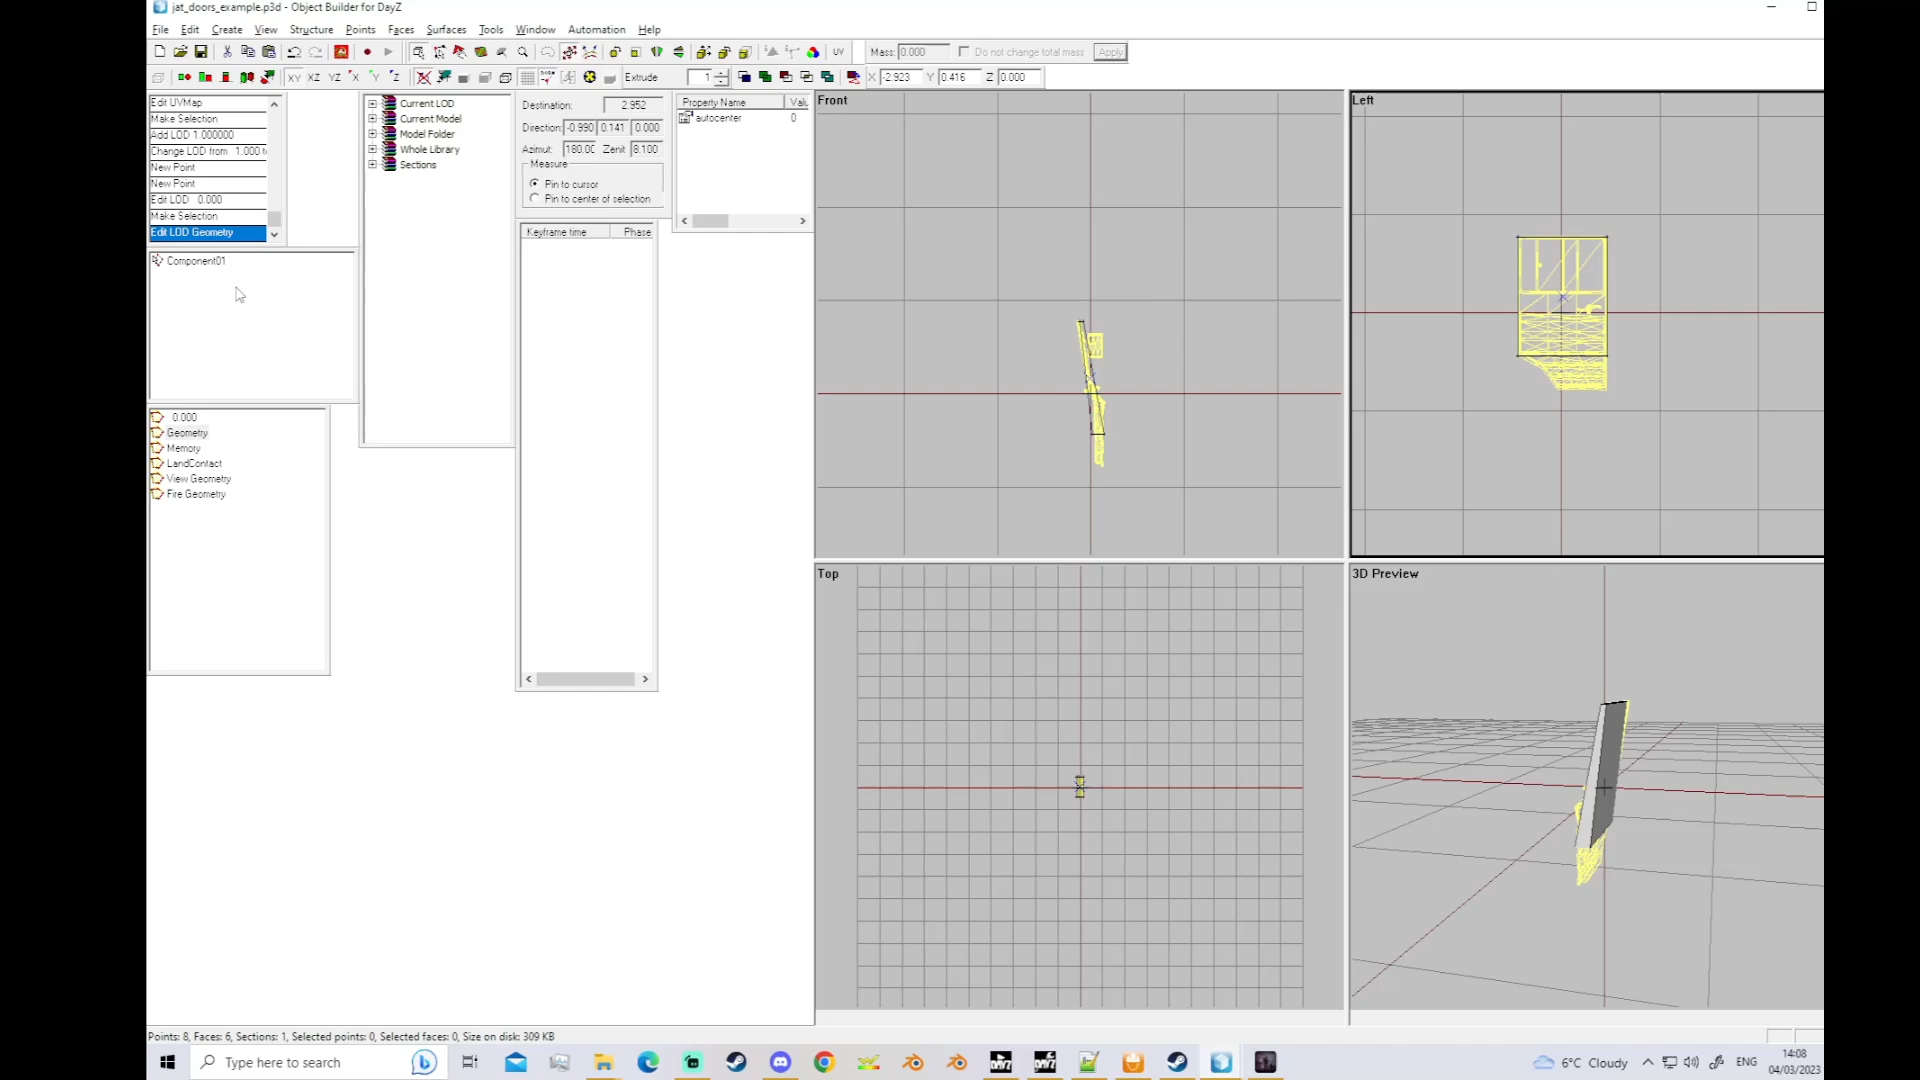 jat_doors_example.p3d - Object Builder for DayZ
File Edit Create View Structure Points Faces Surfaces Tools Window Automation Help
UV Mass: 0.000 Do not change total mass Apply
XY XZ YZ X Y Z Extrude 1 X -2.923 Y 0.416 Z 0.000
Edit UVMap
Make Selection
Add LOD 1.000000
Change LOD from 1.000 t
New Point
New Point
Edit LOD 0.000
Make Selection
Edit LOD Geometry
Component01
0.000
Geometry
Memory
LandContact
View Geometry
Fire Geometry
Current LOD
Current Model
Model Folder
Whole Library
Sections
Destination: 2.952
Direction: -0.990 0.141 0.000
Azimut: 180.0 Zenit 8.100
Measure
Pin to cursor
Pin to center of selection
Keyframe time Phase
Property Name Valu
autocenter 0
Front
Left
Top
3D Preview
Points: 8, Faces: 6, Sections: 1, Selected points: 0, Selected faces: 0, Size on disk: 309 KB
Type here to search
6°C Cloudy
ENG
14:08
04/03/2023